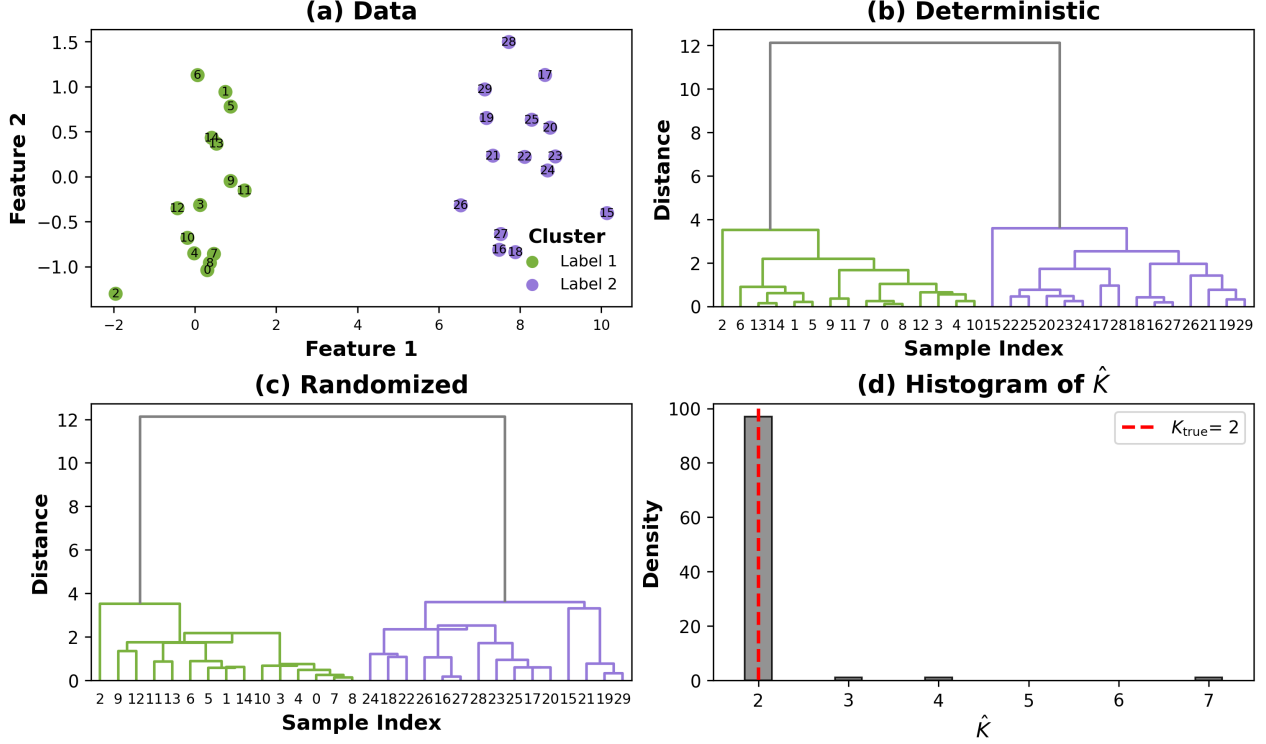 (a) Data
Feature 2
1.5
1.0
0.5
0.0
−0.5
−1.0
6
1
5
14
13
9
11
12
3
10
4
7
8
0
2
28
17
29
19
25
20
21
22
23
24
26
15
27
16
18
Cluster
Label 1
Label 2
−2 0 2 4 6 8 10
Feature 1
(b) Deterministic
Distance
12
10
8
6
4
2
0
2 6 13 14 1 5 9 11 7 0 8 12 3 4 10 15 22 25 20 23 24 17 28 18 16 27 26 21 19 29
Sample Index
(c) Randomized
Distance
12
10
8
6
4
2
0
2 9 12 11 13 6 5 1 14 10 3 4 0 7 8 24 18 22 26 16 27 28 23 25 17 20 15 21 19 29
Sample Index
(d) Histogram of K̂
Density
100
80
60
40
20
0
K_true = 2
2 3 4 5 6 7
K̂